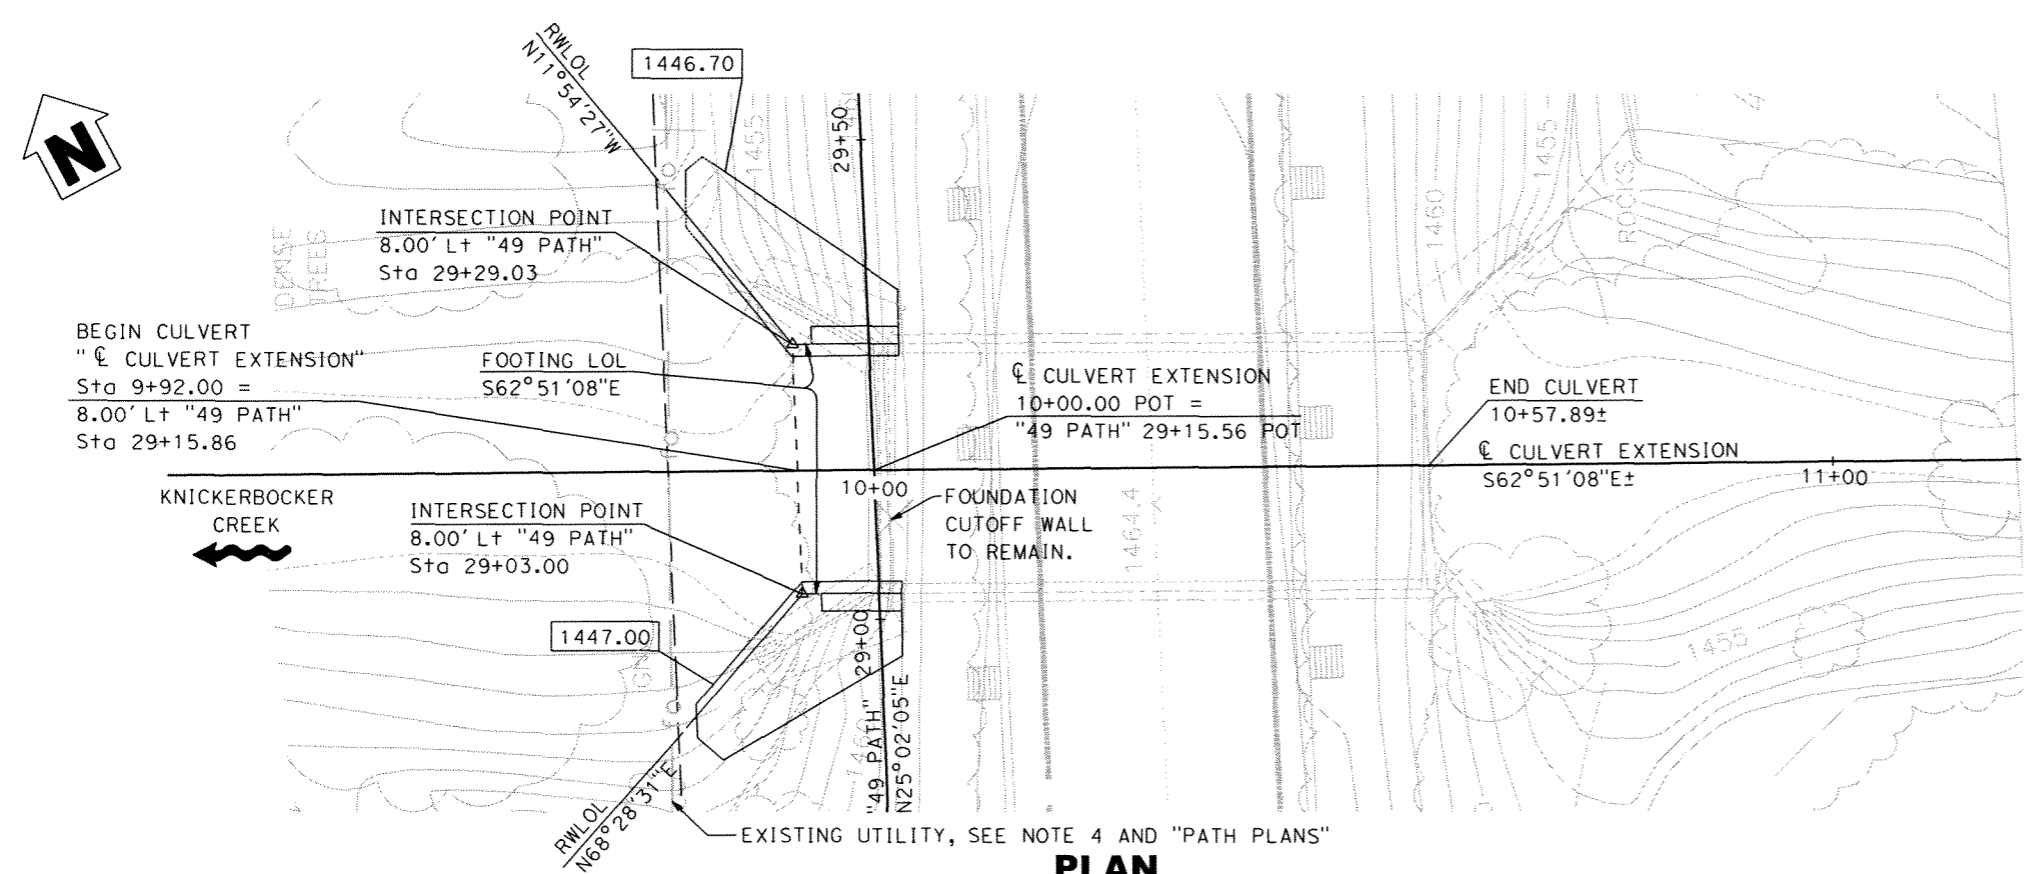 RWLOL
N11°54'27"W
1446.70
N
1455
29+50
1455
INTERSECTION POINT
8.00' Lt "49 PATH"
Sta 29+29.03
DENSE
TREES
1460
ROCKS
BEGIN CULVERT
"℄ CULVERT EXTENSION"
Sta 9+92.00 =
8.00' Lt "49 PATH"
Sta 29+15.86
FOOTING LOL
S62°51'08"E
℄ CULVERT EXTENSION
10+00.00 POT =
"49 PATH" 29+15.56 POT
END CULVERT
10+57.89±
℄ CULVERT EXTENSION
S62°51'08"E±
11+00
10+00
KNICKERBOCKER
CREEK
INTERSECTION POINT
8.00' Lt "49 PATH"
Sta 29+03.00
FOUNDATION
CUTOFF WALL
TO REMAIN.
1464.4
1447.00
29+00
1455
"49 PATH"
N25°02'05"E
RWLOL
N68°28'31"E
EXISTING UTILITY, SEE NOTE 4 AND "PATH PLANS"
PLAN